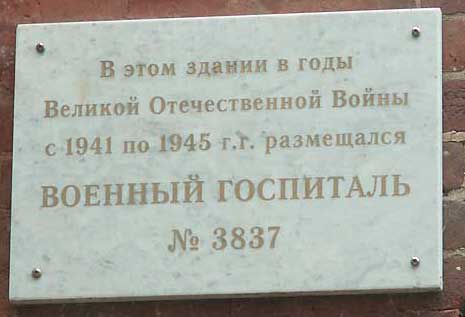 В этом здании в годы
Великой Отечественной Войны
с 1941 по 1945 г.г. размещался
ВОЕННЫЙ ГОСПИТАЛЬ
№ 3837